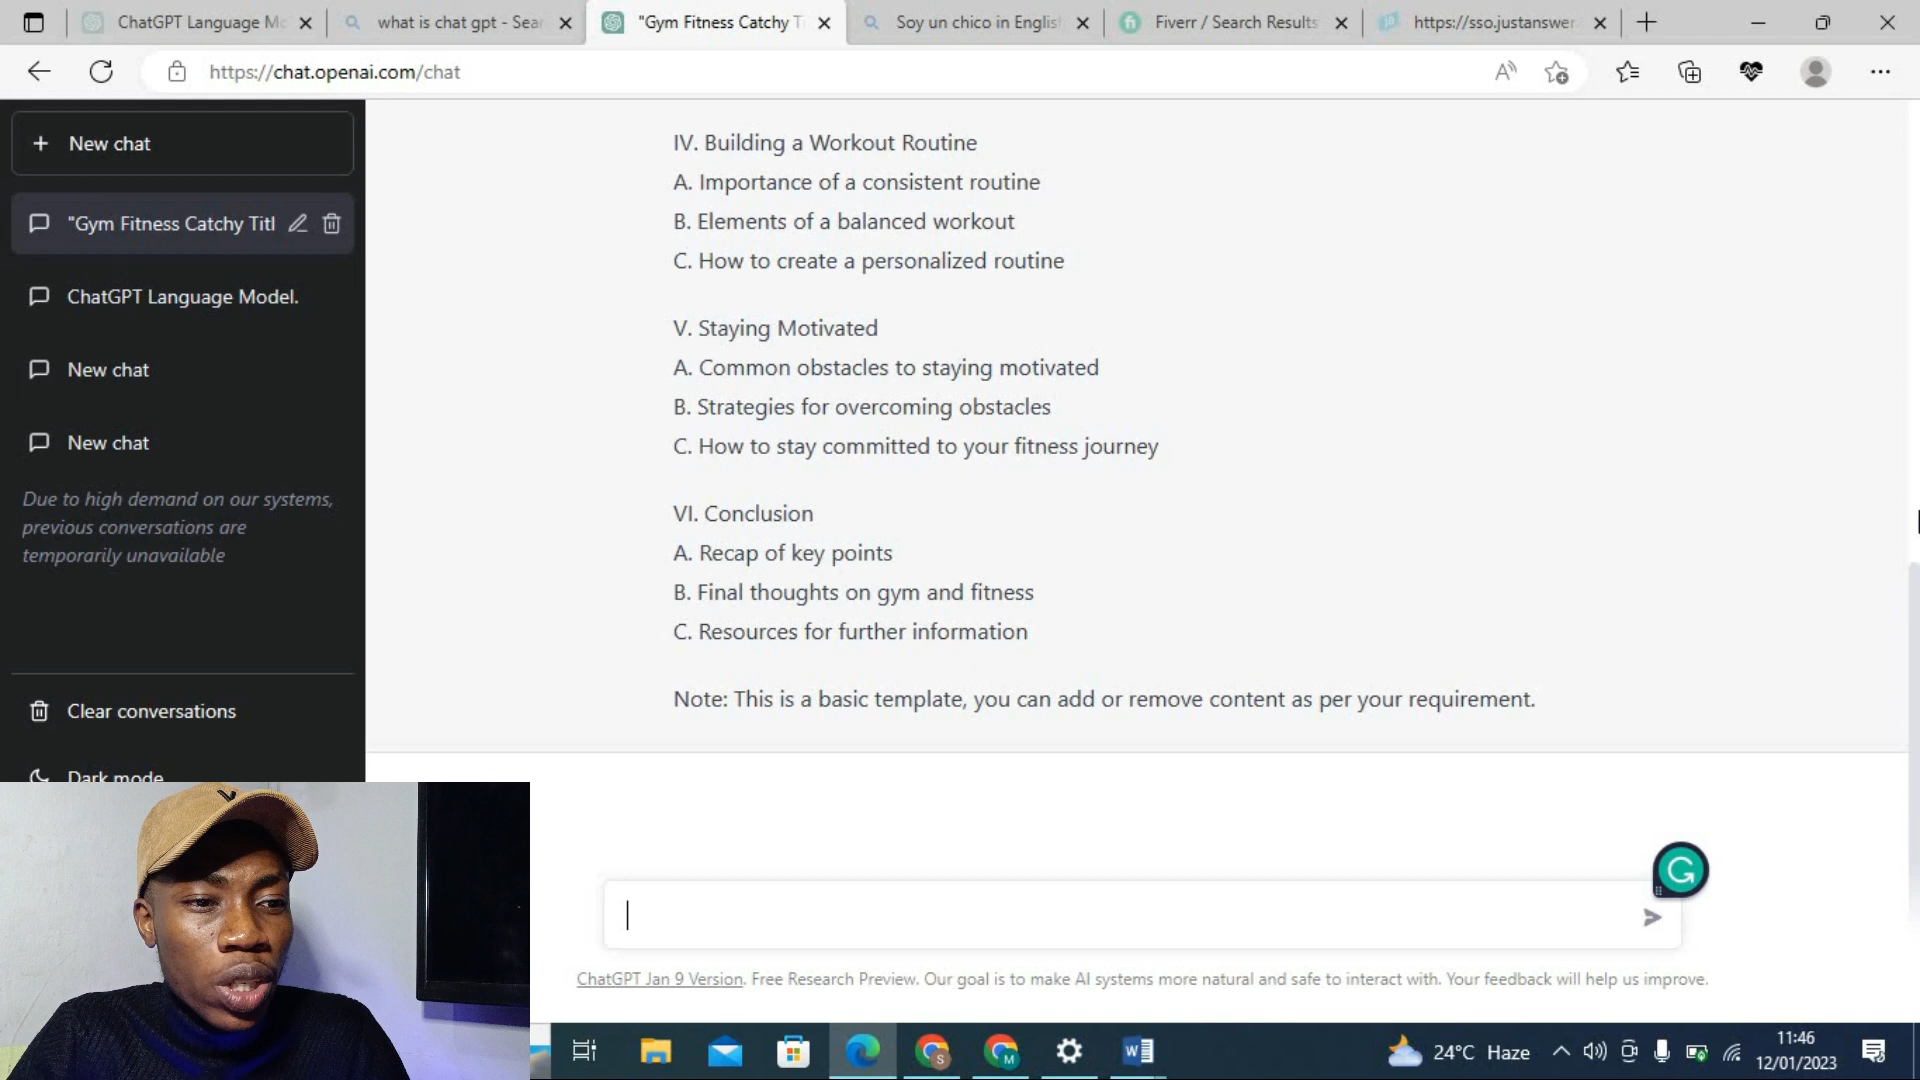 ChatGPT Language Mo
what is chat gpt - Sear
"Gym Fitness Catchy Ti
Soy un chico in English
Fiverr / Search Results
https://sso.justanswer
https://chat.openai.com/chat
New chat
"Gym Fitness Catchy Titl
ChatGPT Language Model.
New chat
New chat
Due to high demand on our systems,
previous conversations are
temporarily unavailable
Clear conversations
Dark mode
IV. Building a Workout Routine
A. Importance of a consistent routine
B. Elements of a balanced workout
C. How to create a personalized routine
V. Staying Motivated
A. Common obstacles to staying motivated
B. Strategies for overcoming obstacles
C. How to stay committed to your fitness journey
VI. Conclusion
A. Recap of key points
B. Final thoughts on gym and fitness
C. Resources for further information
Note: This is a basic template, you can add or remove content as per your requirement.
ChatGPT Jan 9 Version. Free Research Preview. Our goal is to make AI systems more natural and safe to interact with. Your feedback will help us improve.
24°C Haze
11:46
12/01/2023